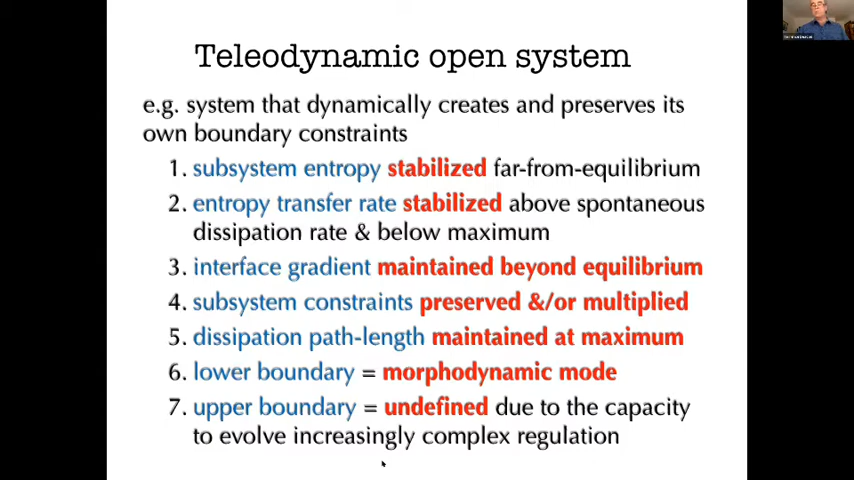 Teleodynamic open system
e.g. system that dynamically creates and preserves its
own boundary constraints
1. subsystem entropy stabilized far-from-equilibrium
2. entropy transfer rate stabilized above spontaneous
dissipation rate & below maximum
3. interface gradient maintained beyond equilibrium
4. subsystem constraints preserved &/or multiplied
5. dissipation path-length maintained at maximum
6. lower boundary = morphodynamic mode
7. upper boundary = undefined due to the capacity
to evolve increasingly complex regulation